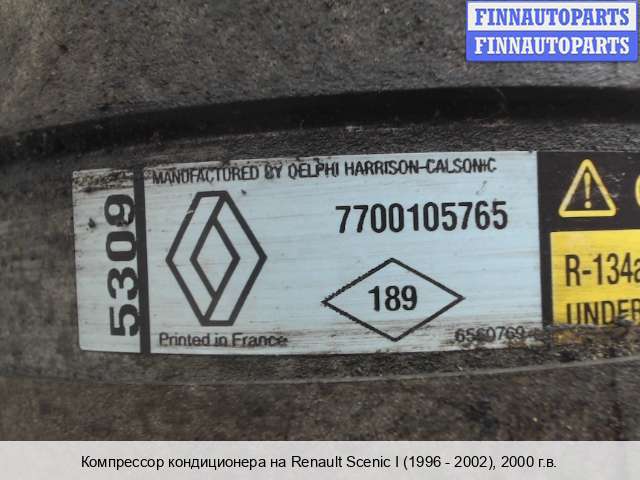 FINNAUTOPARTS
FINNAUTOPARTS
MANUFACTURED BY DELPHI HARRISON-CALSONIC
5309
7700105765
189
R-134a
UNDER
Printed in France
6560769
Компрессор кондиционера на Renault Scenic I (1996 - 2002), 2000 г.в.